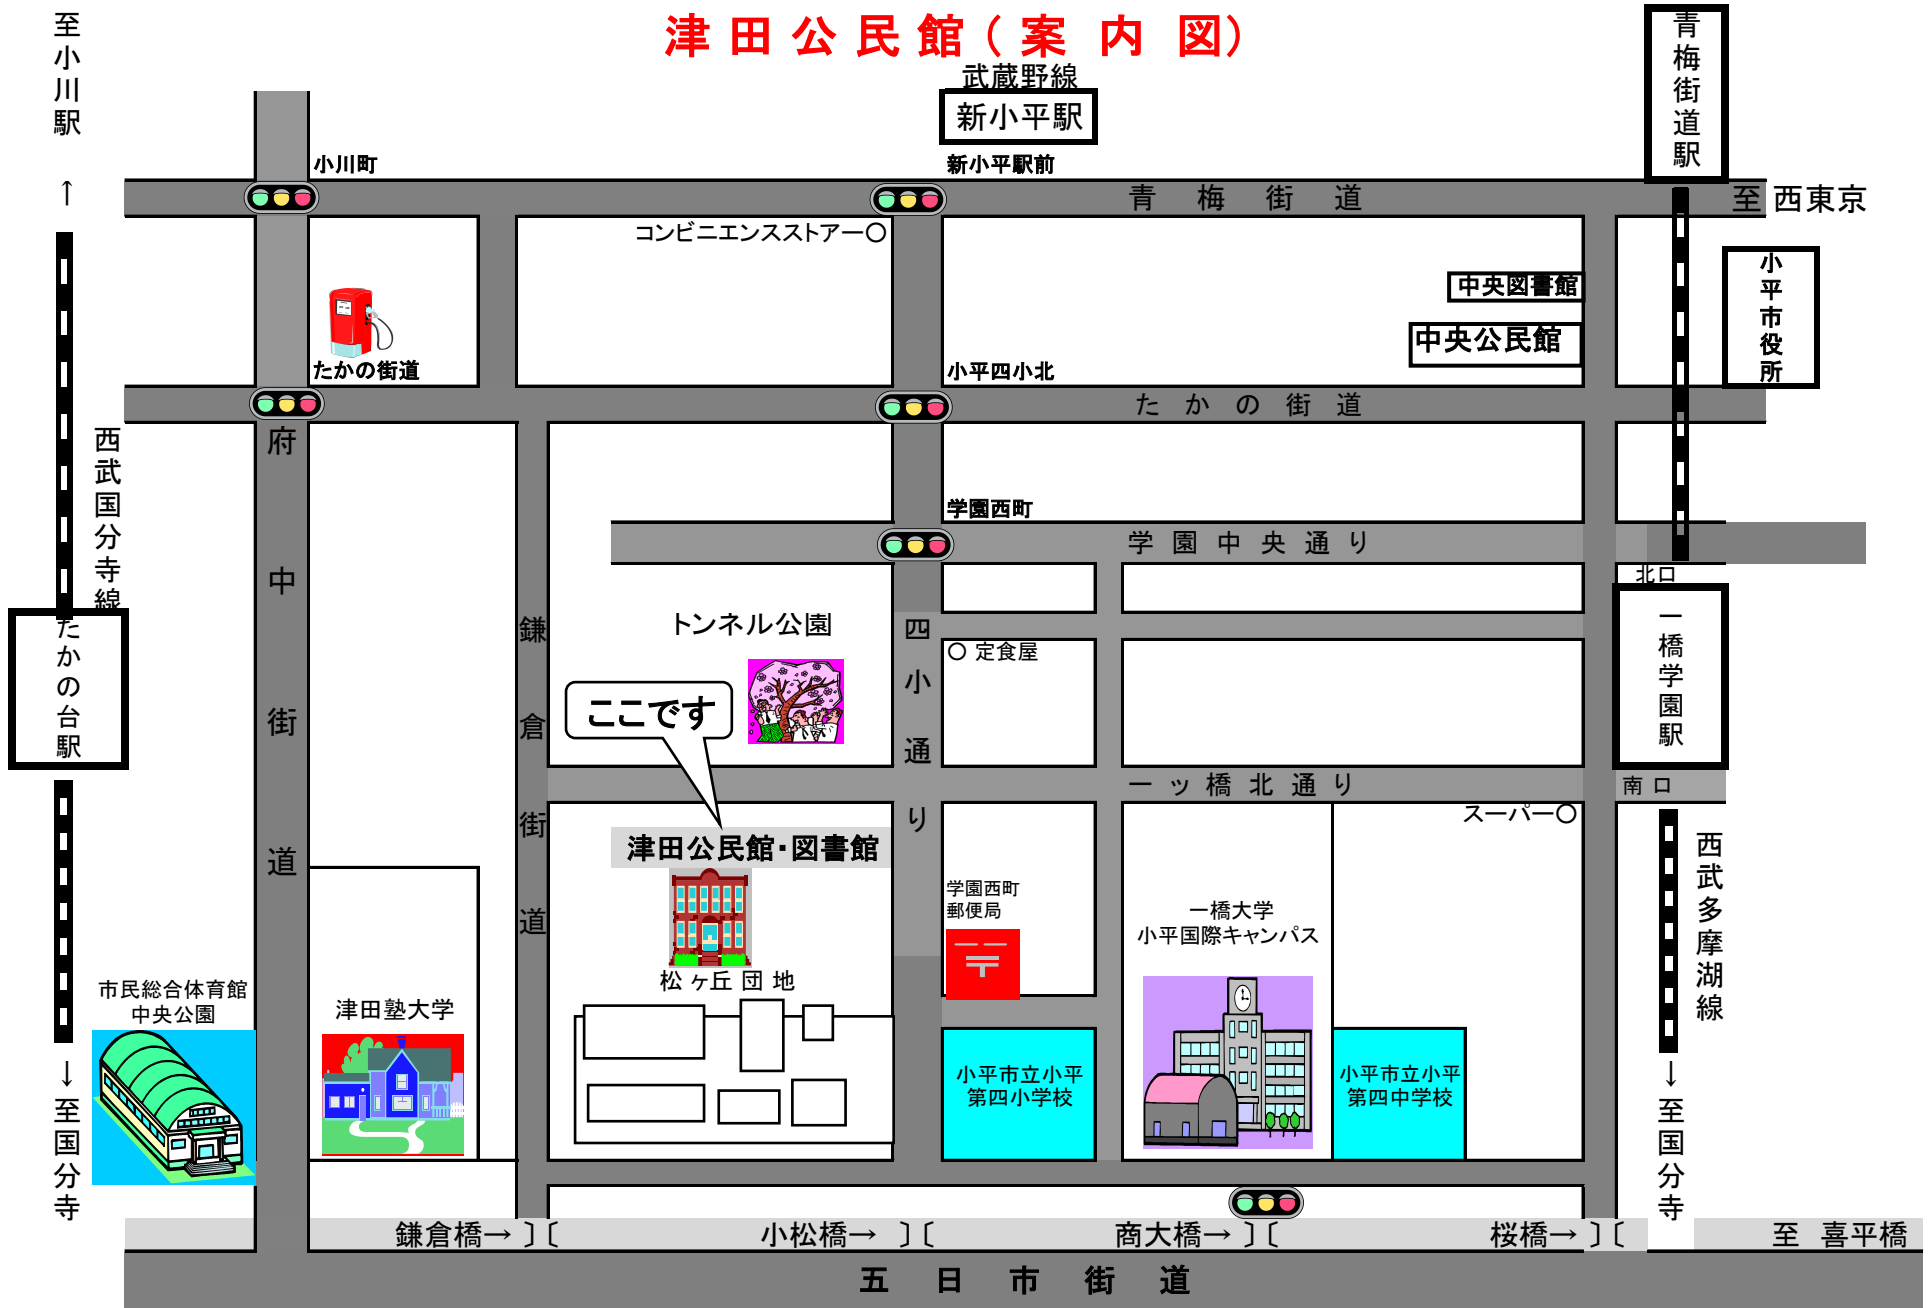 津田公民館(案内図)
至小川駅
↑
武蔵野線
新小平駅
青梅街道駅
小川町
新小平駅前
青梅街道
至 西東京
コンビニエンスストアー○
中央図書館
中央公民館
小平市役所
たかの街道
小平四小北
たかの街道
府中街道
西武国分寺線
学園西町
学園中央通り
北口
一橋学園駅
南口
たかの台駅
鎌倉街道
トンネル公園
四小通り
○ 定食屋
ここです
一ッ橋北通り
スーパー○
津田公民館・図書館
学園西町
郵便局
一橋大学
小平国際キャンパス
西武多摩湖線
松ヶ丘団地
市民総合体育館
中央公園
津田塾大学
小平市立小平
第四小学校
小平市立小平
第四中学校
↓至国分寺
↓至国分寺
鎌倉橋→ 〕〔
小松橋→ 〕〔
商大橋→ 〕〔
桜橋→ 〕〔
至 喜平橋
五日市街道